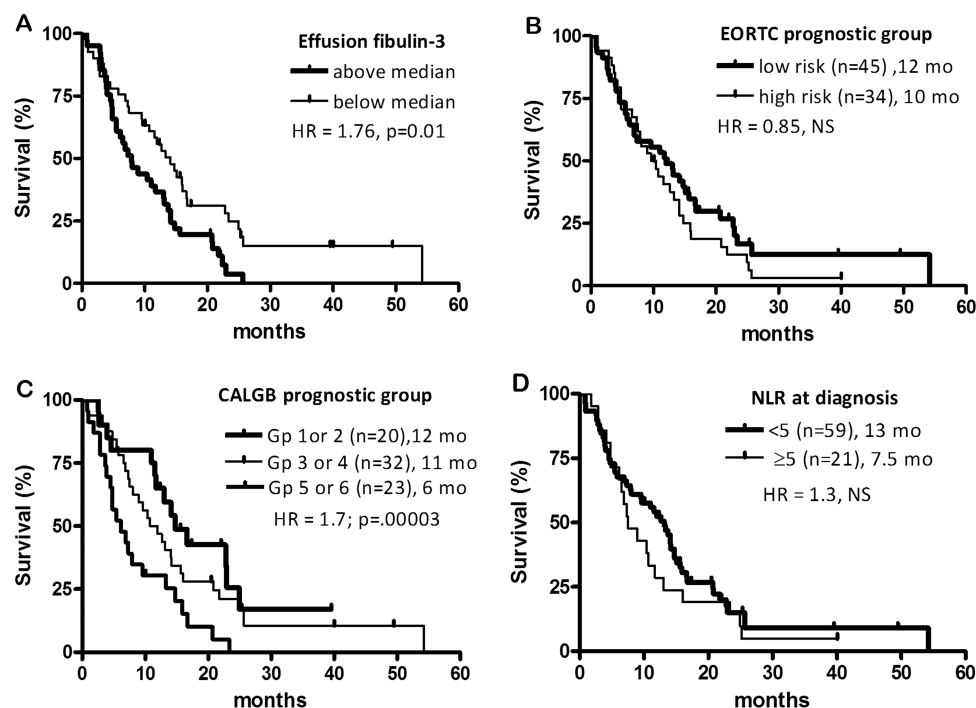 A
Effusion fibulin-3
above median
below median
HR = 1.76, p=0.01
Survival (%)
100
75
50
25
0
0 10 20 30 40 50 60
months
B
EORTC prognostic group
low risk (n=45) ,12 mo
high risk (n=34), 10 mo
HR = 0.85, NS
Survival (%)
100
75
50
25
0
0 10 20 30 40 50 60
months
C
CALGB prognostic group
Gp 1or 2 (n=20),12 mo
Gp 3 or 4 (n=32), 11 mo
Gp 5 or 6 (n=23), 6 mo
HR = 1.7; p=.00003
Survival (%)
100
75
50
25
0
0 10 20 30 40 50 60
months
D
NLR at diagnosis
<5 (n=59), 13 mo
≥5 (n=21), 7.5 mo
HR = 1.3, NS
Survival (%)
100
75
50
25
0
0 10 20 30 40 50 60
months